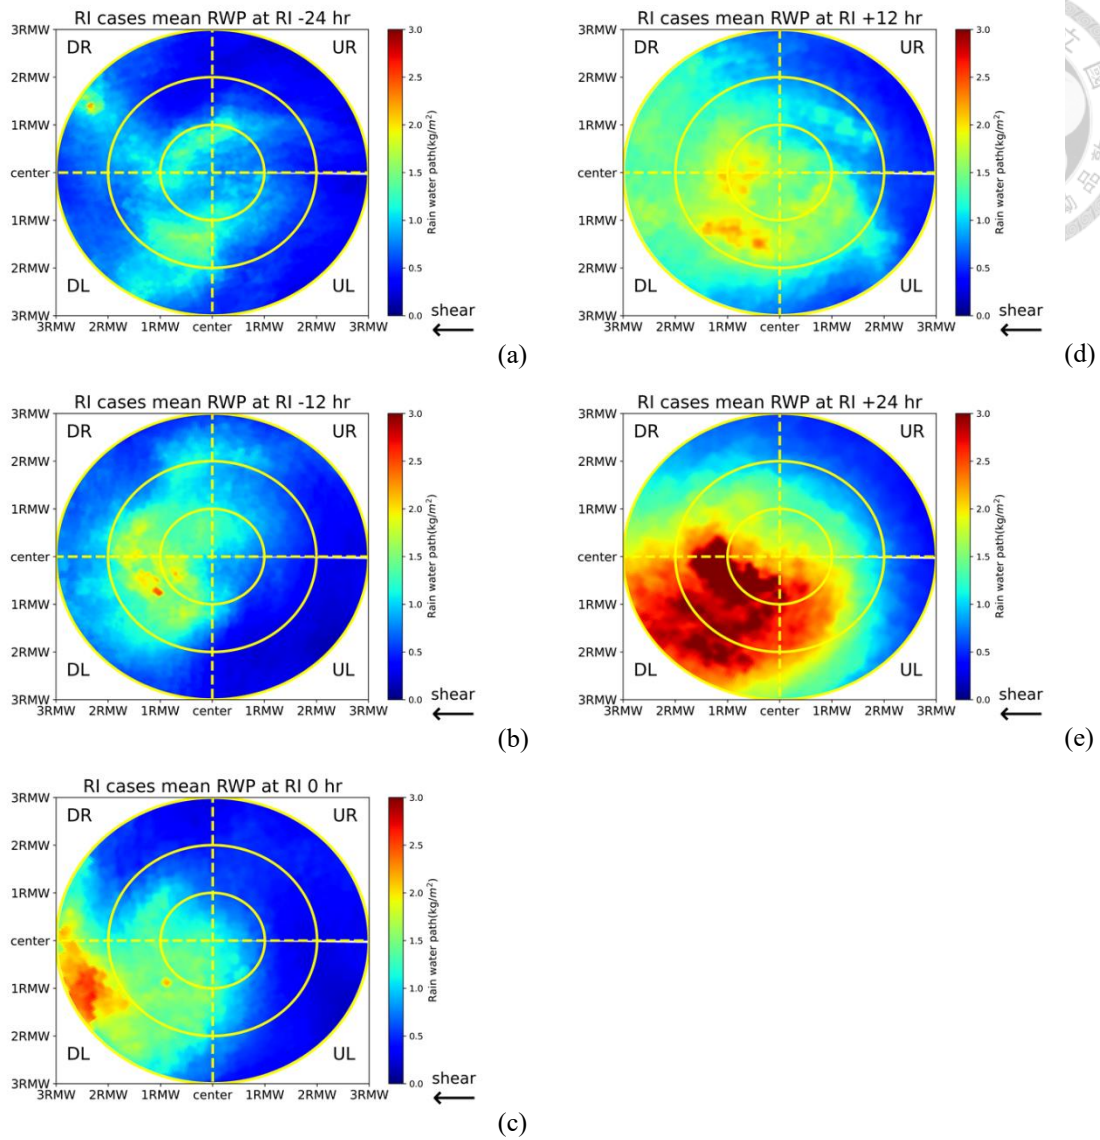 RI cases mean RWP at RI -24 hr
DR
UR
3RMW
2RMW
1RMW
center
1RMW
2RMW
3RMW
DL
UL
3RMW 2RMW 1RMW center 1RMW 2RMW 3RMW
3.0
2.5
2.0
1.5
1.0
0.5
0.0
Rain water path(kg/m²)
shear
(a)
RI cases mean RWP at RI +12 hr
DR
UR
3RMW
2RMW
1RMW
center
1RMW
2RMW
3RMW
DL
UL
3RMW 2RMW 1RMW center 1RMW 2RMW 3RMW
3.0
2.5
2.0
1.5
1.0
0.5
0.0
Rain water path(kg/m²)
shear
(d)
RI cases mean RWP at RI -12 hr
DR
UR
3RMW
2RMW
1RMW
center
1RMW
2RMW
3RMW
DL
UL
3RMW 2RMW 1RMW center 1RMW 2RMW 3RMW
3.0
2.5
2.0
1.5
1.0
0.5
0.0
Rain water path(kg/m²)
shear
(b)
RI cases mean RWP at RI +24 hr
DR
UR
3RMW
2RMW
1RMW
center
1RMW
2RMW
3RMW
DL
UL
3RMW 2RMW 1RMW center 1RMW 2RMW 3RMW
3.0
2.5
2.0
1.5
1.0
0.5
0.0
Rain water path(kg/m²)
shear
(e)
RI cases mean RWP at RI 0 hr
DR
UR
3RMW
2RMW
1RMW
center
1RMW
2RMW
3RMW
DL
UL
3RMW 2RMW 1RMW center 1RMW 2RMW 3RMW
3.0
2.5
2.0
1.5
1.0
0.5
0.0
Rain water path(kg/m²)
shear
(c)